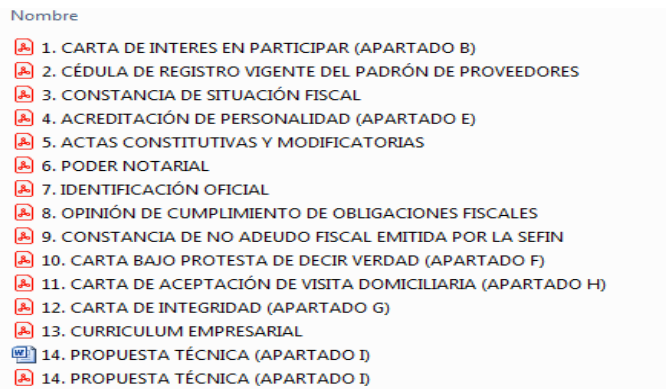 Nombre
1. CARTA DE INTERES EN PARTICIPAR (APARTADO B)
2. CÉDULA DE REGISTRO VIGENTE DEL PADRÓN DE PROVEEDORES
3. CONSTANCIA DE SITUACIÓN FISCAL
4. ACREDITACIÓN DE PERSONALIDAD (APARTADO E)
5. ACTAS CONSTITUTIVAS Y MODIFICATORIAS
6. PODER NOTARIAL
7. IDENTIFICACIÓN OFICIAL
8. OPINIÓN DE CUMPLIMIENTO DE OBLIGACIONES FISCALES
9. CONSTANCIA DE NO ADEUDO FISCAL EMITIDA POR LA SEFIN
10. CARTA BAJO PROTESTA DE DECIR VERDAD (APARTADO F)
11. CARTA DE ACEPTACIÓN DE VISITA DOMICILIARIA (APARTADO H)
12. CARTA DE INTEGRIDAD (APARTADO G)
13. CURRICULUM EMPRESARIAL
14. PROPUESTA TÉCNICA (APARTADO I)
14. PROPUESTA TÉCNICA (APARTADO I)